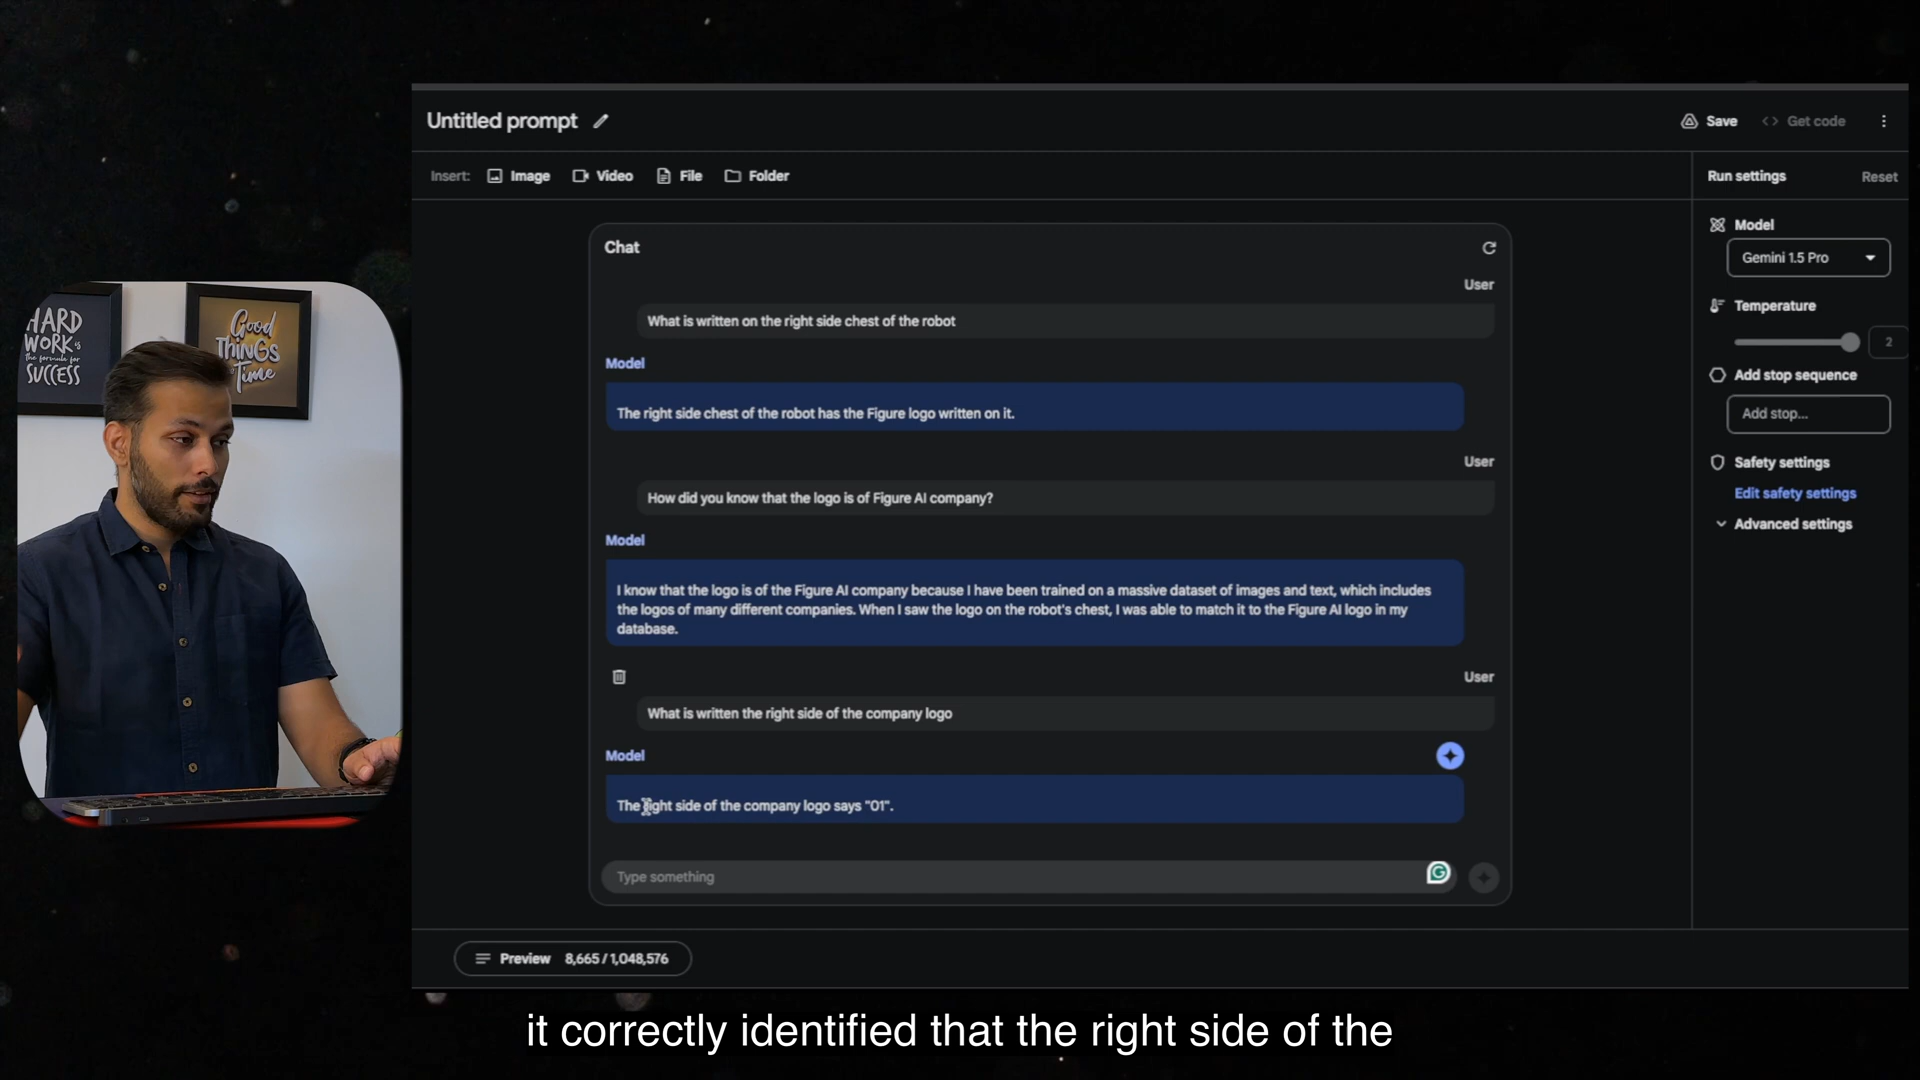 Untitled prompt
Save
Get code
Insert:
Image
Video
File
Folder
Run settings
Reset
Chat
User
What is written on the right side chest of the robot
Model
The right side chest of the robot has the Figure logo written on it.
User
How did you know that the logo is of Figure AI company?
Model
I know that the logo is of the Figure AI company because I have been trained on a massive dataset of images and text, which includes
the logos of many different companies. When I saw the logo on the robot's chest, I was able to match it to the Figure AI logo in my
database.
User
What is written the right side of the company logo
Model
The right side of the company logo says "01".
Type something
Preview 8,665 / 1,048,576
Model
Gemini 1.5 Pro
Temperature
2
Add stop sequence
Add stop...
Safety settings
Edit safety settings
Advanced settings
HARD
WORK is
the formula for
SUCCESS
Good
THINGS
Time
it correctly identified that the right side of the